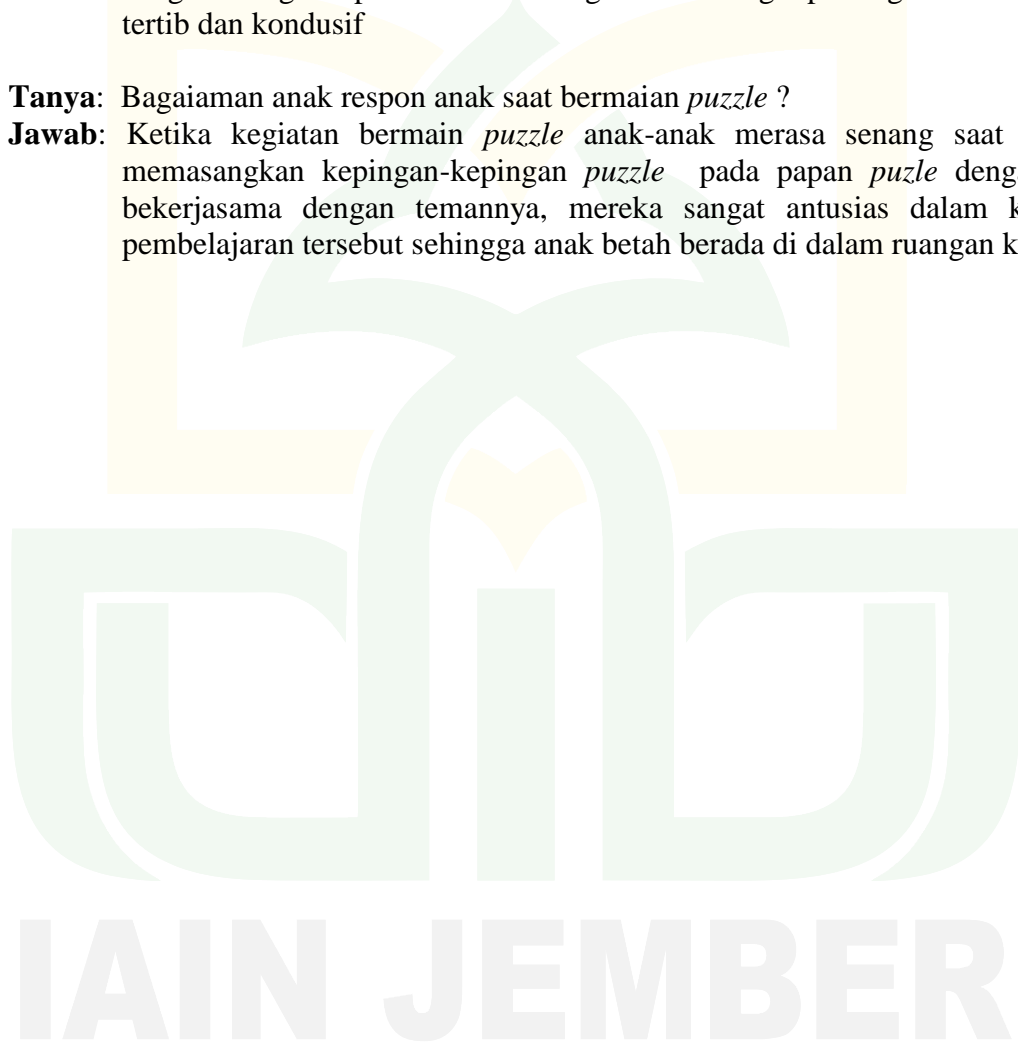 tertib dan kondusif
Tanya: Bagaiaman anak respon anak saat bermaian puzzle ?
Jawab: Ketika kegiatan bermain puzzle anak-anak merasa senang saat
memasangkan kepingan-kepingan puzzle pada papan puzle
bekerjasama dengan temannya, mereka sangat antusias dalam
pembelajaran tersebut sehingga anak betah berada di dalam ruangan
IAIN JEMBER